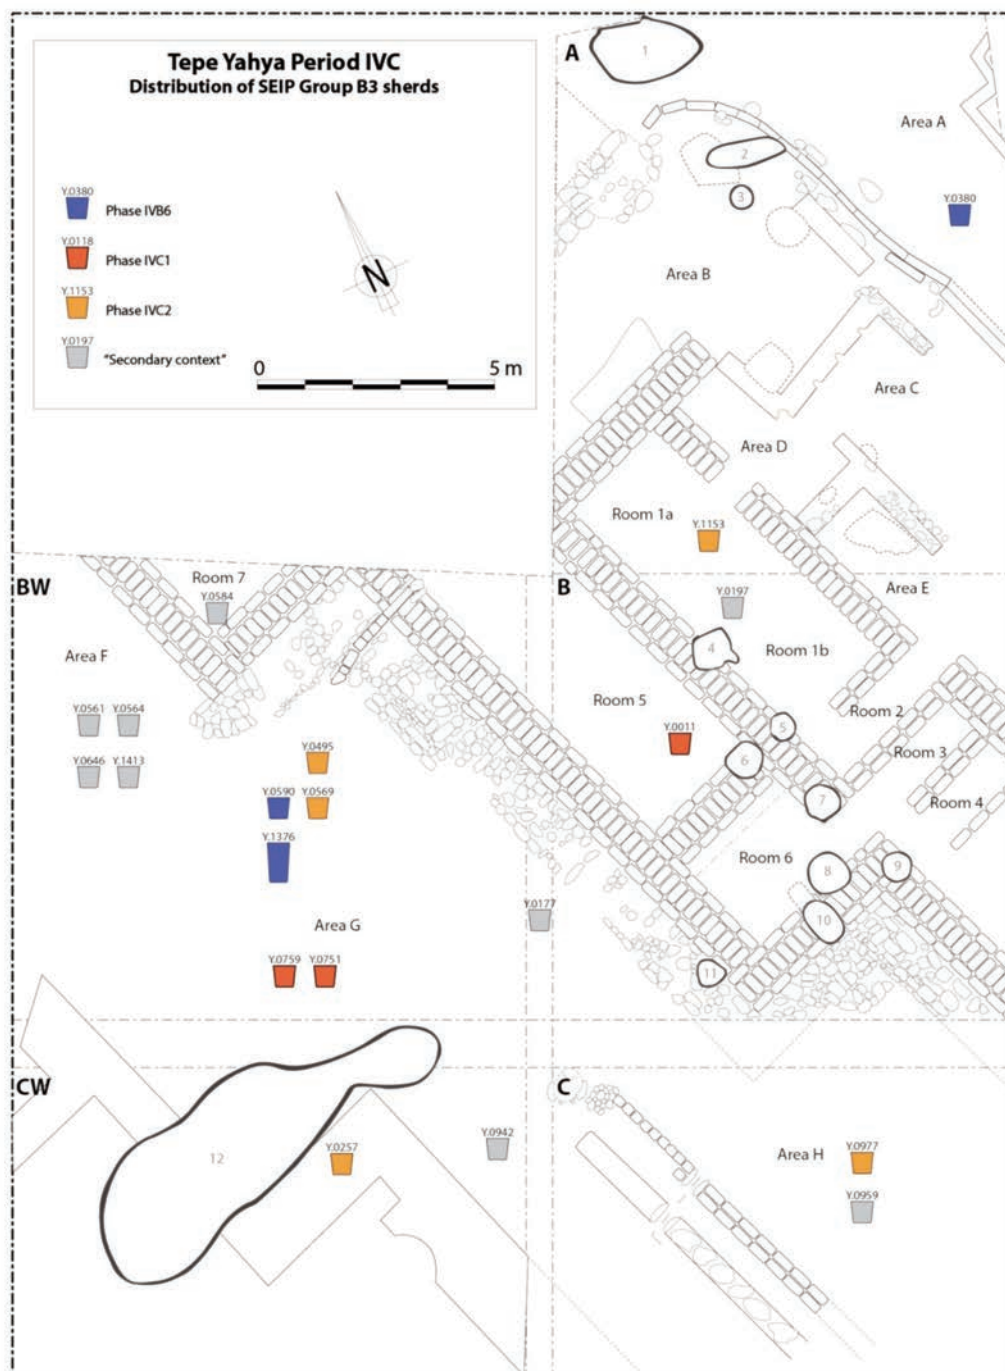 Tepe Yahya Period IVC
Distribution of SEIP Group B3 sherds
Y.0380
Phase IVB6
Y.0118
Phase IVC1
Y.1153
Phase IVC2
Y.0197
"Secondary context"
N
0 5 m
A
1
Area A
2
3
Y.0380
Area B
Area C
Area D
Room 1a
Y.1153
BW
Room 7
Y.0584
B
Y.0197
Area E
Area F
4
Room 1b
Room 5
Room 2
Y.0561 Y.0564
Y.0011
5
Room 3
Y.0495
6
Y.0646 Y.1413
Y.0590 Y.0569
7
Room 4
Y.1376
Room 6
8
9
Y.0177
10
Area G
Y.0759 Y.0751
11
CW
C
12
Y.0257
Y.0942
Area H
Y.0977
Y.0959